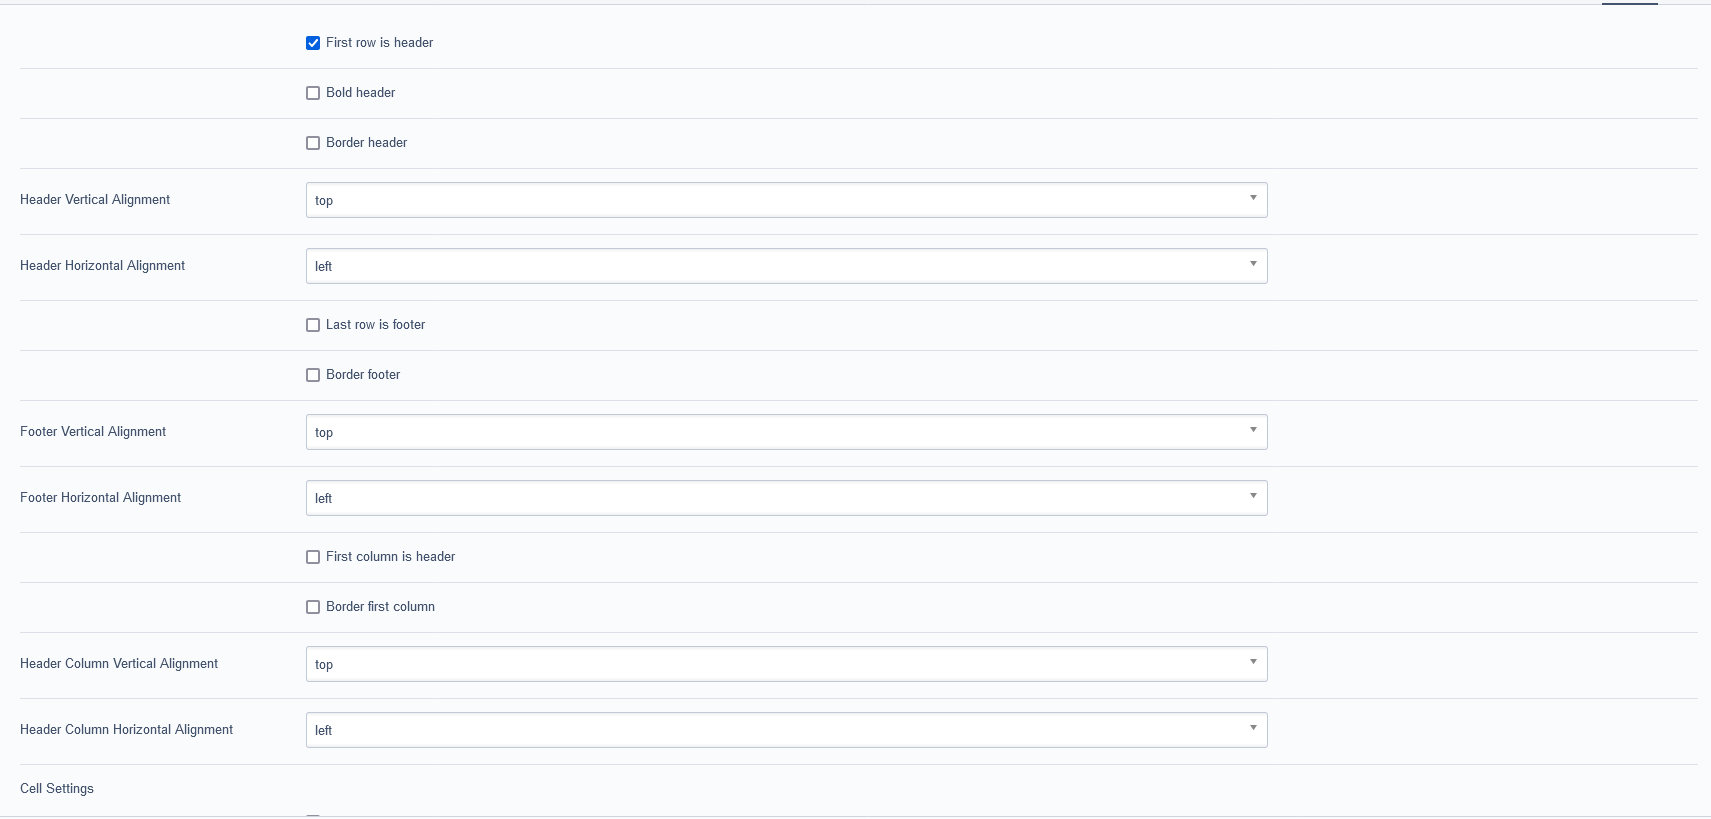 First row is header
Bold header
Border header
Header Vertical Alignment
top
Header Horizontal Alignment
left
Last row is footer
Border footer
Footer Vertical Alignment
top
Footer Horizontal Alignment
left
First column is header
Border first column
Header Column Vertical Alignment
top
Header Column Horizontal Alignment
left
Cell Settings